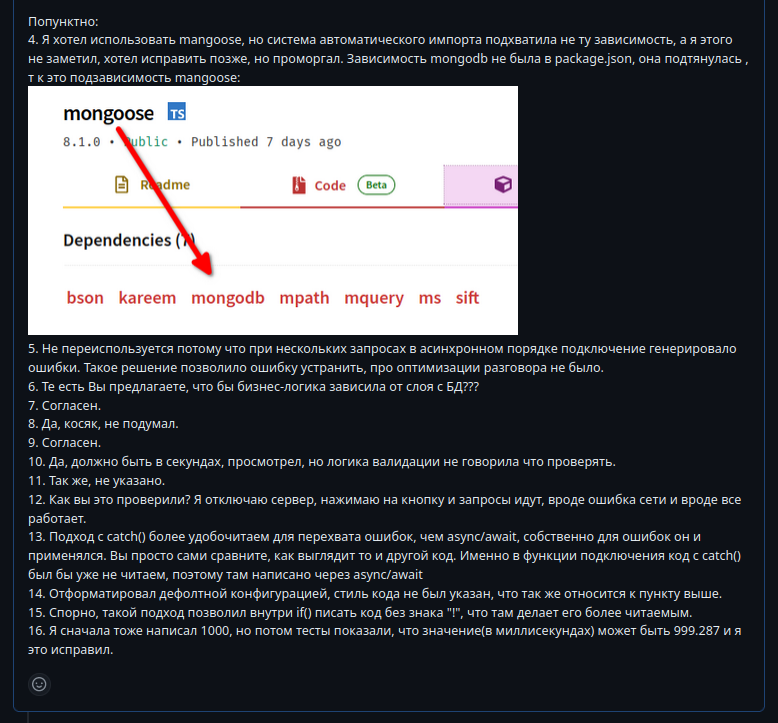 Попунктно:
4. Я хотел использовать mangoose, но система автоматического импорта подхватила не ту зависимость, а я этого
не заметил, хотел исправить позже, но проморгал. Зависимость mongodb не была в package.json, она подтянулась ,
т к это подзависимость mangoose:
mongoose TS
8.1.0 • Public • Published 7 days ago
Readme Code Beta
Dependencies (7)
bson kareem mongodb mpath mquery ms sift
5. Не переиспользуется потому что при нескольких запросах в асинхронном порядке подключение генерировало
ошибки. Такое решение позволило ошибку устранить, про оптимизации разговора не было.
6. Те есть Вы предлагаете, что бы бизнес-логика зависила от слоя с БД???
7. Согласен.
8. Да, косяк, не подумал.
9. Согласен.
10. Да, должно быть в секундах, просмотрел, но логика валидации не говорила что проверять.
11. Так же, не указано.
12. Как вы это проверили? Я отключаю сервер, нажимаю на кнопку и запросы идут, вроде ошибка сети и вроде все
работает.
13. Подход с catch() более удобочитаем для перехвата ошибок, чем async/await, собственно для ошибок он и
применялся. Вы просто сами сравните, как выглядит то и другой код. Именно в функции подключения код с catch()
был бы уже не читаем, поэтому там написано через async/await
14. Отформатировал дефолтной конфигурацией, стиль кода не был указан, что так же относится к пункту выше.
15. Спорно, такой подход позволил внутри if() писать код без знака "!", что там делает его более читаемым.
16. Я сначала тоже написал 1000, но потом тесты показали, что значение(в миллисекундах) может быть 999.287 и я
это исправил.